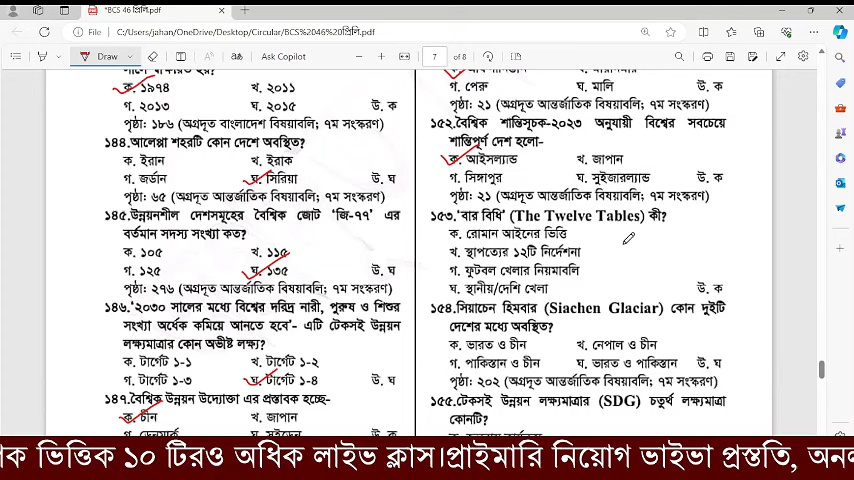 *BCS 46 প্রিলি.pdf
File C:/Users/jahan/OneDrive/Desktop/Circular/BCS%2046%20প্রিলি.pdf
Draw Ask Copilot 7 of 8
ক. ১৯৭৪ খ. ২০১১
গ. ২০১৩ ঘ. ২০১৫ উ. ক
পৃষ্ঠা: ১৮৬ (অগ্রদূত বাংলাদেশ বিষয়াবলি; ৭ম সংস্করণ)
১৪৪.আলেপ্পো শহরটি কোন দেশে অবস্থিত?
ক. ইরান খ. ইরাক
গ. জর্ডান ঘ. সিরিয়া উ. ঘ
পৃষ্ঠা: ৬৫ (অগ্রদূত আন্তর্জাতিক বিষয়াবলি; ৭ম সংস্করণ)
১৪৫.উন্নয়নশীল দেশসমূহের বৈশ্বিক জোট ‘জি-৭৭’ এর
বর্তমান সদস্য সংখ্যা কত?
ক. ১০৫ খ. ১১৫
গ. ১২৫ ঘ. ১৩৫ উ. ঘ
পৃষ্ঠা: ২৭৬ (অগ্রদূত আন্তর্জাতিক বিষয়াবলি; ৭ম সংস্করণ)
১৪৬.‘২০৩০ সালের মধ্যে বিশ্বের দরিদ্র নারী, পুরুষ ও শিশুর
সংখ্যা অর্ধেক কমিয়ে আনতে হবে’- এটি টেকসই উন্নয়ন
লক্ষ্যমাত্রার কোন অভীষ্ট লক্ষ্য?
ক. টার্গেট ১-১ খ. টার্গেট ১-২
গ. টার্গেট ১-৩ ঘ. টার্গেট ১-৪ উ. ঘ
১৪৭.বৈশ্বিক উন্নয়ন উদ্যোক্তা এর প্রস্তাবক হচ্ছে-
ক. চীন খ. জাপান
গ. ডেনমার্ক ঘ. সুইডেন উ. ক
গ. পেরু ঘ. মালি উ. ক
পৃষ্ঠা: ২১ (অগ্রদূত আন্তর্জাতিক বিষয়াবলি; ৭ম সংস্করণ)
১৫২.বৈশ্বিক শান্তিসূচক-২০২৩ অনুযায়ী বিশ্বের সবচেয়ে
শান্তিপূর্ণ দেশ হলো-
ক. আইসল্যান্ড খ. জাপান
গ. সিঙ্গাপুর ঘ. সুইজারল্যান্ড উ. ক
পৃষ্ঠা: ২১ (অগ্রদূত আন্তর্জাতিক বিষয়াবলি; ৭ম সংস্করণ)
১৫৩.‘বার বিধি’ (The Twelve Tables) কী?
ক. রোমান আইনের ভিত্তি
খ. স্থাপত্যের ১২টি নির্দেশনা
গ. ফুটবল খেলার নিয়মাবলি
ঘ. স্থানীয়/দেশি খেলা উ. ক
১৫৪.সিয়াচেন হিমবার (Siachen Glaciar) কোন দুইটি
দেশের মধ্যে অবস্থিত?
ক. ভারত ও চীন খ. নেপাল ও চীন
গ. পাকিস্তান ও চীন ঘ. ভারত ও পাকিস্তান উ. ঘ
পৃষ্ঠা: ২০২ (অগ্রদূত আন্তর্জাতিক বিষয়াবলি; ৭ম সংস্করণ)
১৫৫.টেকসই উন্নয়ন লক্ষ্যমাত্রার (SDG) চতুর্থ লক্ষ্যমাত্রা
কোনটি?
ক ভিত্তিক ১০ টিরও অধিক লাইভ ক্লাস।প্রাইমারি নিয়োগ ভাইভা প্রস্ততি, অনল